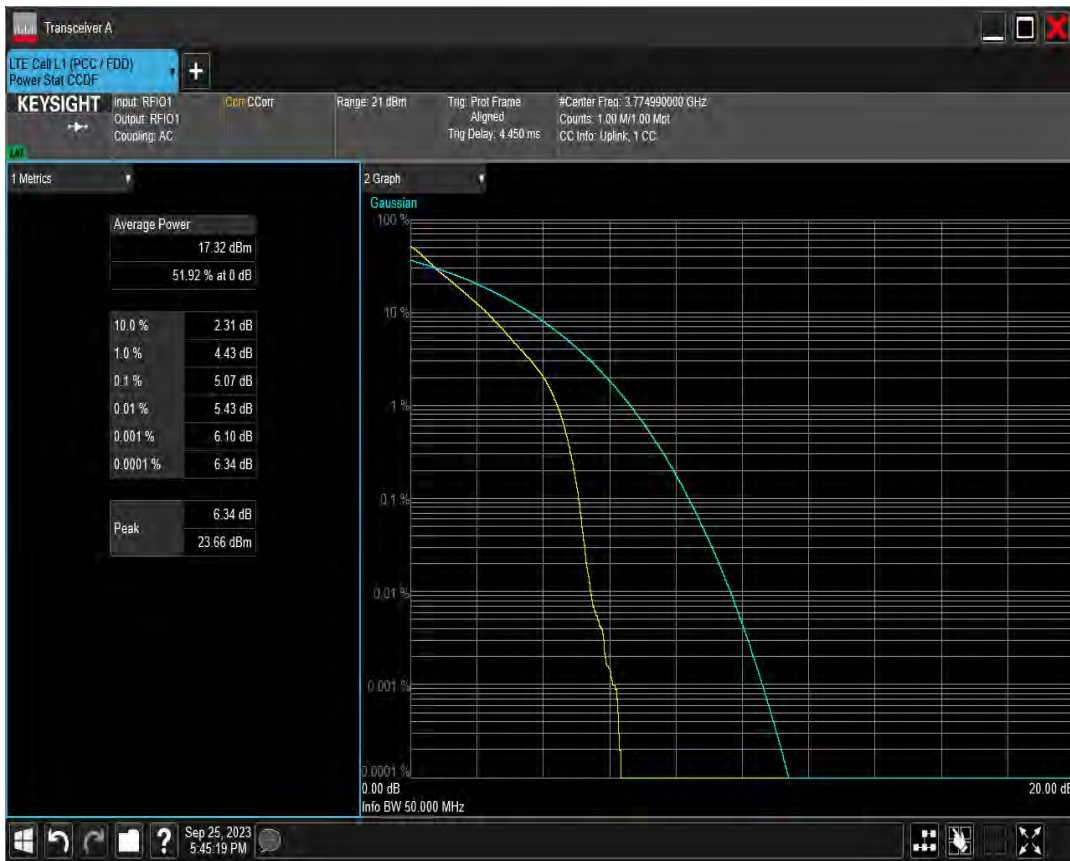 Transceiver A
LTE Cell L1 (PCC / FDD)
Power Stat CCDF
KEYSIGHT
Input: RFIO1
Output: RFIO1
Coupling: AC
Corr CCorr
Range: 21 dBm
Trig: Prot Frame
Aligned
Trig Delay: 4.450 ms
#Center Freq: 3.774990000 GHz
Counts: 1.00 M/1.00 Mpt
CC Info: Uplink, 1 CC
LXI
1 Metrics
Average Power
17.32 dBm
51.92 % at 0 dB
10.0 % 2.31 dB
1.0 % 4.43 dB
0.1 % 5.07 dB
0.01 % 5.43 dB
0.001 % 6.10 dB
0.0001 % 6.34 dB
Peak 6.34 dB
23.66 dBm
2 Graph
Gaussian
100 %
10 %
1 %
0.1 %
0.01 %
0.001 %
0.0001 %
0.00 dB 20.00 dB
Info BW 50.000 MHz
Sep 25, 2023
5:45:19 PM